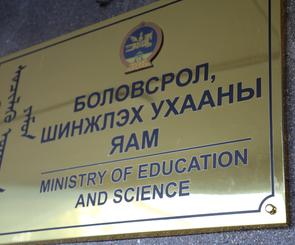 БОЛОВСРОЛ,
ШИНЖЛЭХ УХААНЫ
ЯАМ
MINISTRY OF EDUCATION
AND SCIENCE